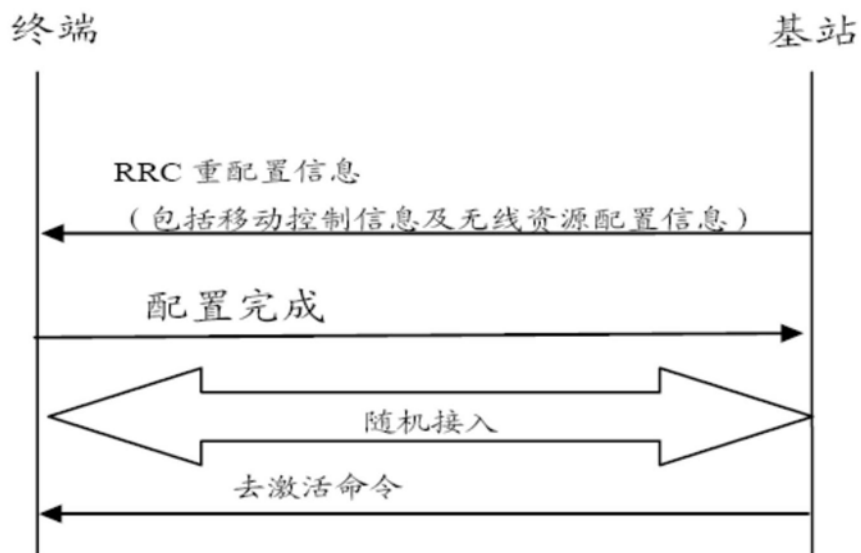 终端
基站
RRC 重配置信息
（包括移动控制信息及无线资源配置信息）
配置完成
随机接入
去激活命令